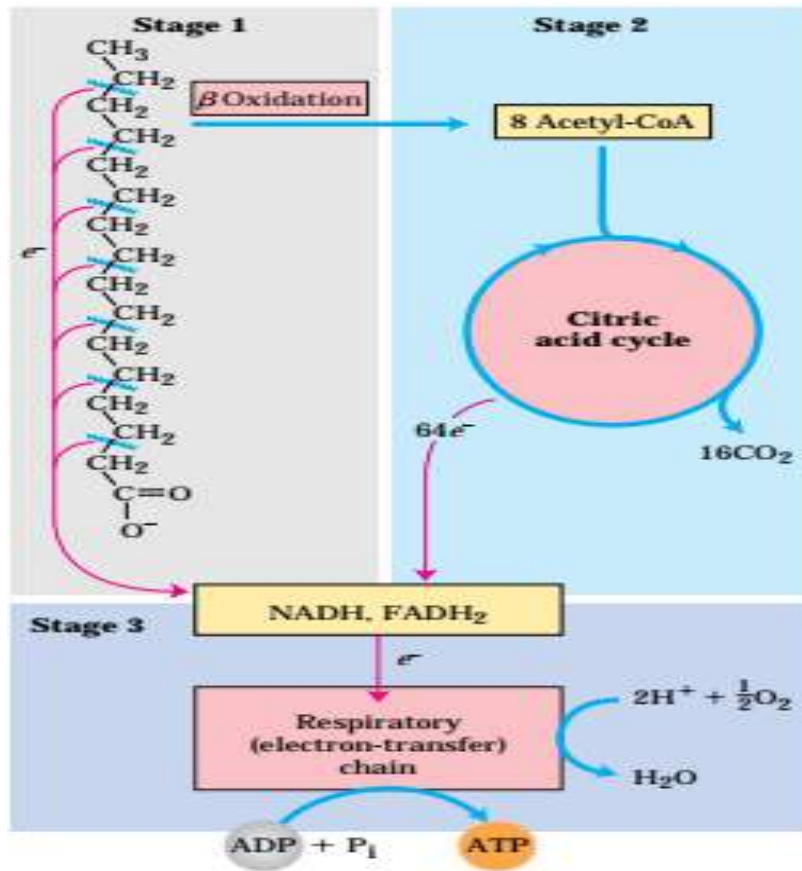 Stage 1
CH3
CH2
CH2
CH2
CH2
CH2
CH2
CH2
CH2
CH2
CH2
CH2
CH2
CH2
CH2
C=O
O−
e−
β Oxidation
Stage 2
8 Acetyl-CoA
Citric
acid cycle
64e−
16CO2
NADH, FADH2
Stage 3
e−
Respiratory
(electron-transfer)
chain
2H+ + 1/2O2
H2O
ADP + Pi
ATP